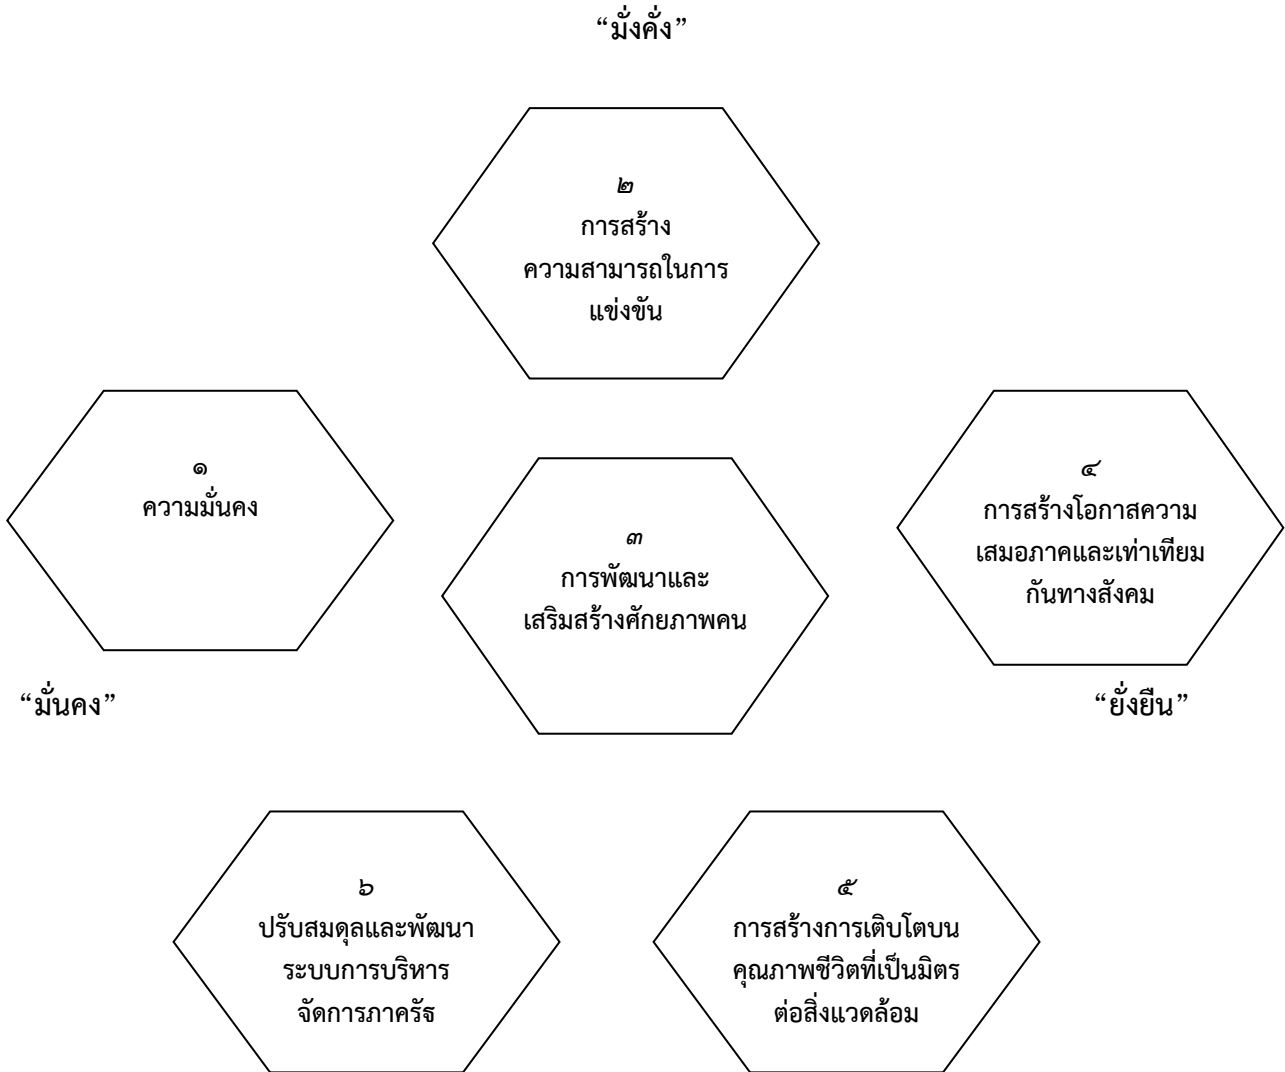 “มั่งคั่ง”
๒
การสร้าง
ความสามารถในการ
แข่งขัน
๑
ความมั่นคง
๓
การพัฒนาและ
เสริมสร้างศักยภาพคน
๔
การสร้างโอกาสความ
เสมอภาคและเท่าเทียม
กันทางสังคม
“มั่นคง”
“ยั่งยืน”
๖
ปรับสมดุลและพัฒนา
ระบบการบริหาร
จัดการภาครัฐ
๕
การสร้างการเติบโตบน
คุณภาพชีวิตที่เป็นมิตร
ต่อสิ่งแวดล้อม